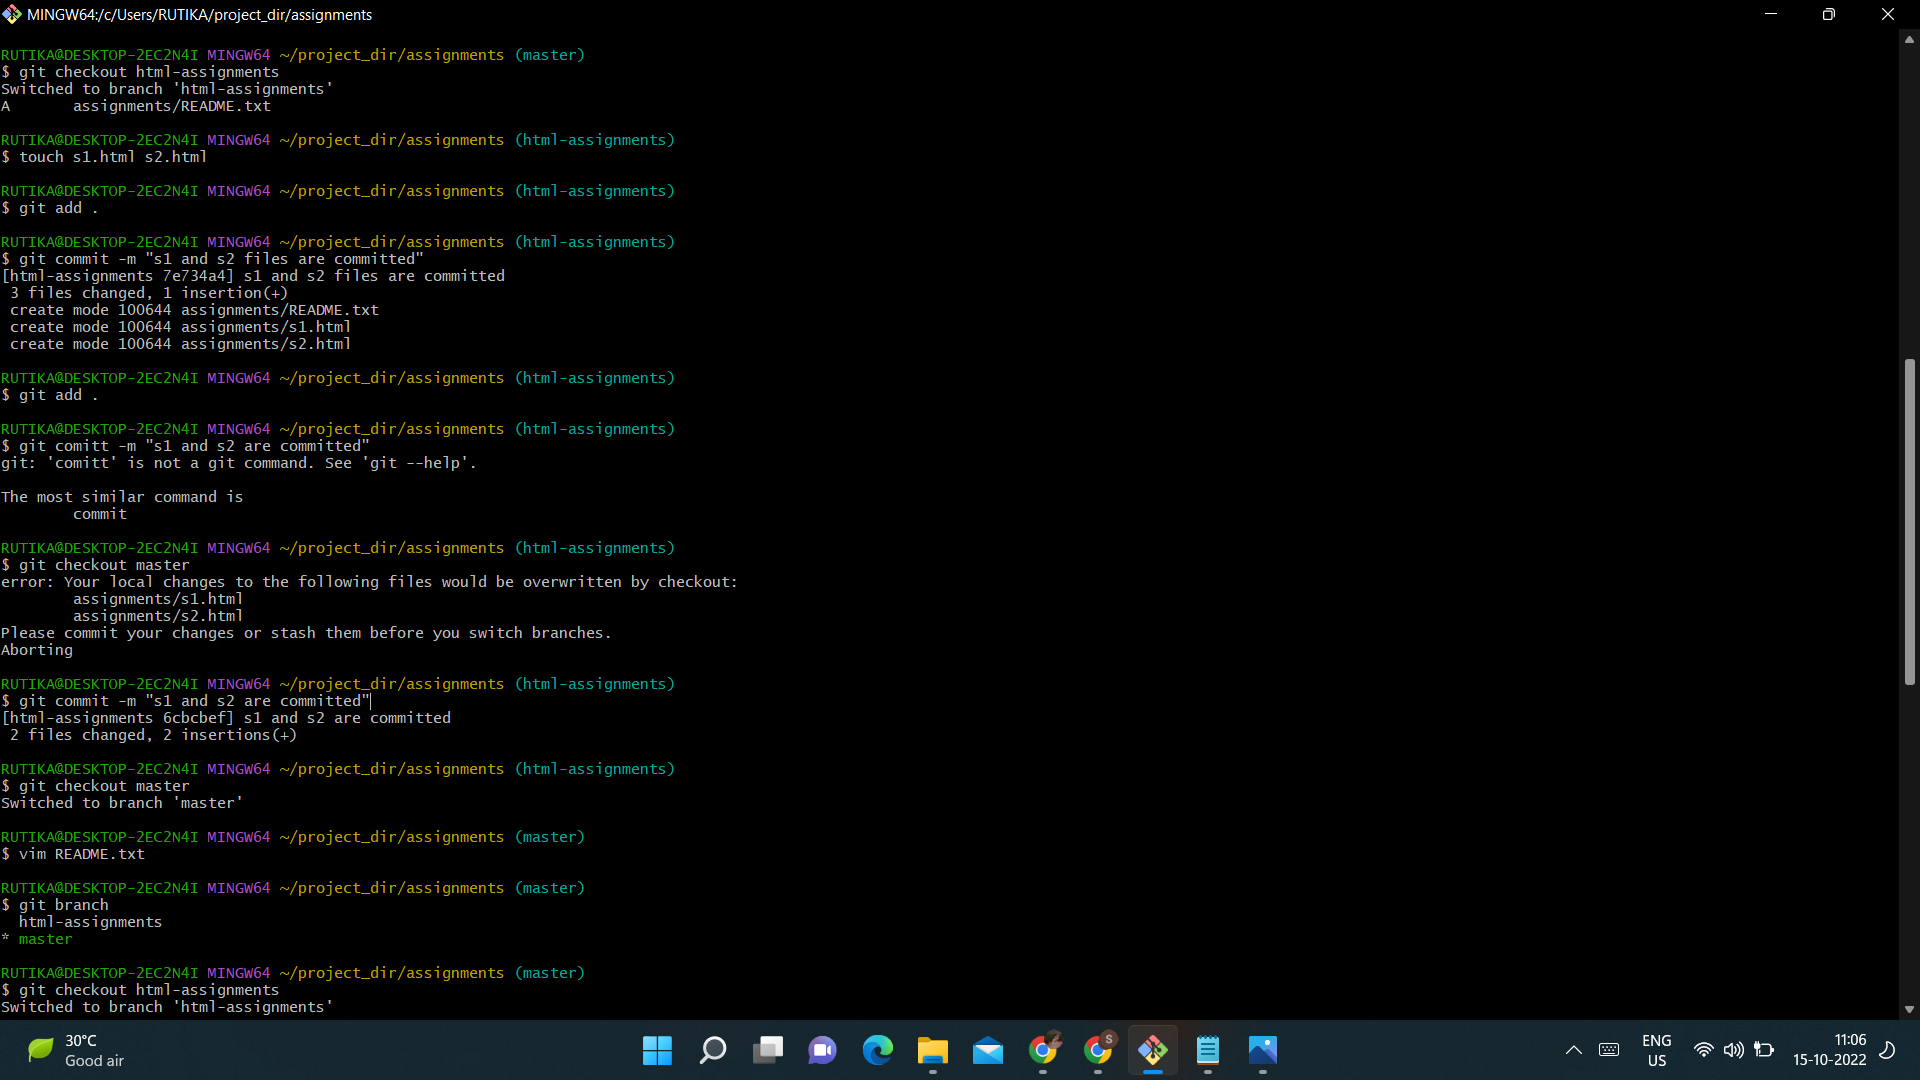 MINGW64:/c/Users/RUTIKA/project_dir/assignments
RUTIKA@DESKTOP-2EC2N4I MINGW64 ~/project_dir/assignments (master)
$ git checkout html-assignments
Switched to branch 'html-assignments'
A       assignments/README.txt
RUTIKA@DESKTOP-2EC2N4I MINGW64 ~/project_dir/assignments (html-assignments)
$ touch s1.html s2.html
RUTIKA@DESKTOP-2EC2N4I MINGW64 ~/project_dir/assignments (html-assignments)
$ git add .
RUTIKA@DESKTOP-2EC2N4I MINGW64 ~/project_dir/assignments (html-assignments)
$ git commit -m "s1 and s2 files are committed"
[html-assignments 7e734a4] s1 and s2 files are committed
 3 files changed, 1 insertion(+)
 create mode 100644 assignments/README.txt
 create mode 100644 assignments/s1.html
 create mode 100644 assignments/s2.html
RUTIKA@DESKTOP-2EC2N4I MINGW64 ~/project_dir/assignments (html-assignments)
$ git add .
RUTIKA@DESKTOP-2EC2N4I MINGW64 ~/project_dir/assignments (html-assignments)
$ git comitt -m "s1 and s2 are committed"
git: 'comitt' is not a git command. See 'git --help'.
The most similar command is
        commit
RUTIKA@DESKTOP-2EC2N4I MINGW64 ~/project_dir/assignments (html-assignments)
$ git checkout master
error: Your local changes to the following files would be overwritten by checkout:
        assignments/s1.html
        assignments/s2.html
Please commit your changes or stash them before you switch branches.
Aborting
RUTIKA@DESKTOP-2EC2N4I MINGW64 ~/project_dir/assignments (html-assignments)
$ git commit -m "s1 and s2 are committed"
[html-assignments 6cbcbef] s1 and s2 are committed
 2 files changed, 2 insertions(+)
RUTIKA@DESKTOP-2EC2N4I MINGW64 ~/project_dir/assignments (html-assignments)
$ git checkout master
Switched to branch 'master'
RUTIKA@DESKTOP-2EC2N4I MINGW64 ~/project_dir/assignments (master)
$ vim README.txt
RUTIKA@DESKTOP-2EC2N4I MINGW64 ~/project_dir/assignments (master)
$ git branch
  html-assignments
* master
RUTIKA@DESKTOP-2EC2N4I MINGW64 ~/project_dir/assignments (master)
$ git checkout html-assignments
Switched to branch 'html-assignments'
30°C
Good air
S
ENG
US
11:06
15-10-2022